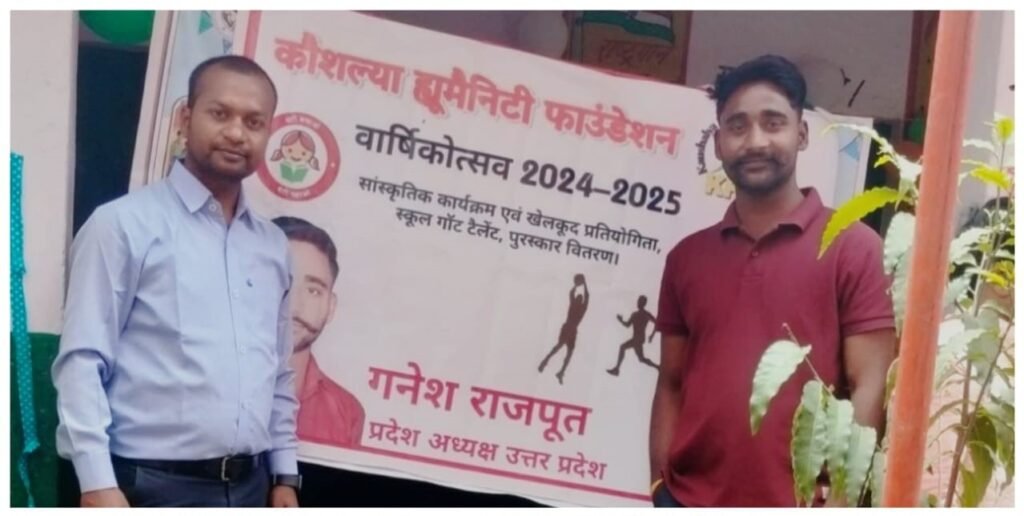 राष्ट्रगान
कौशल्या ह्यूमैनिटी फाउंडेशन
वार्षिकोत्सव 2024–2025
सांस्कृतिक कार्यक्रम एवं खेलकूद प्रतियोगिता,
स्कूल गॉट टैलेंट, पुरस्कार वितरण।
गनेश राजपूत
प्रदेश अध्यक्ष उत्तर प्रदेश